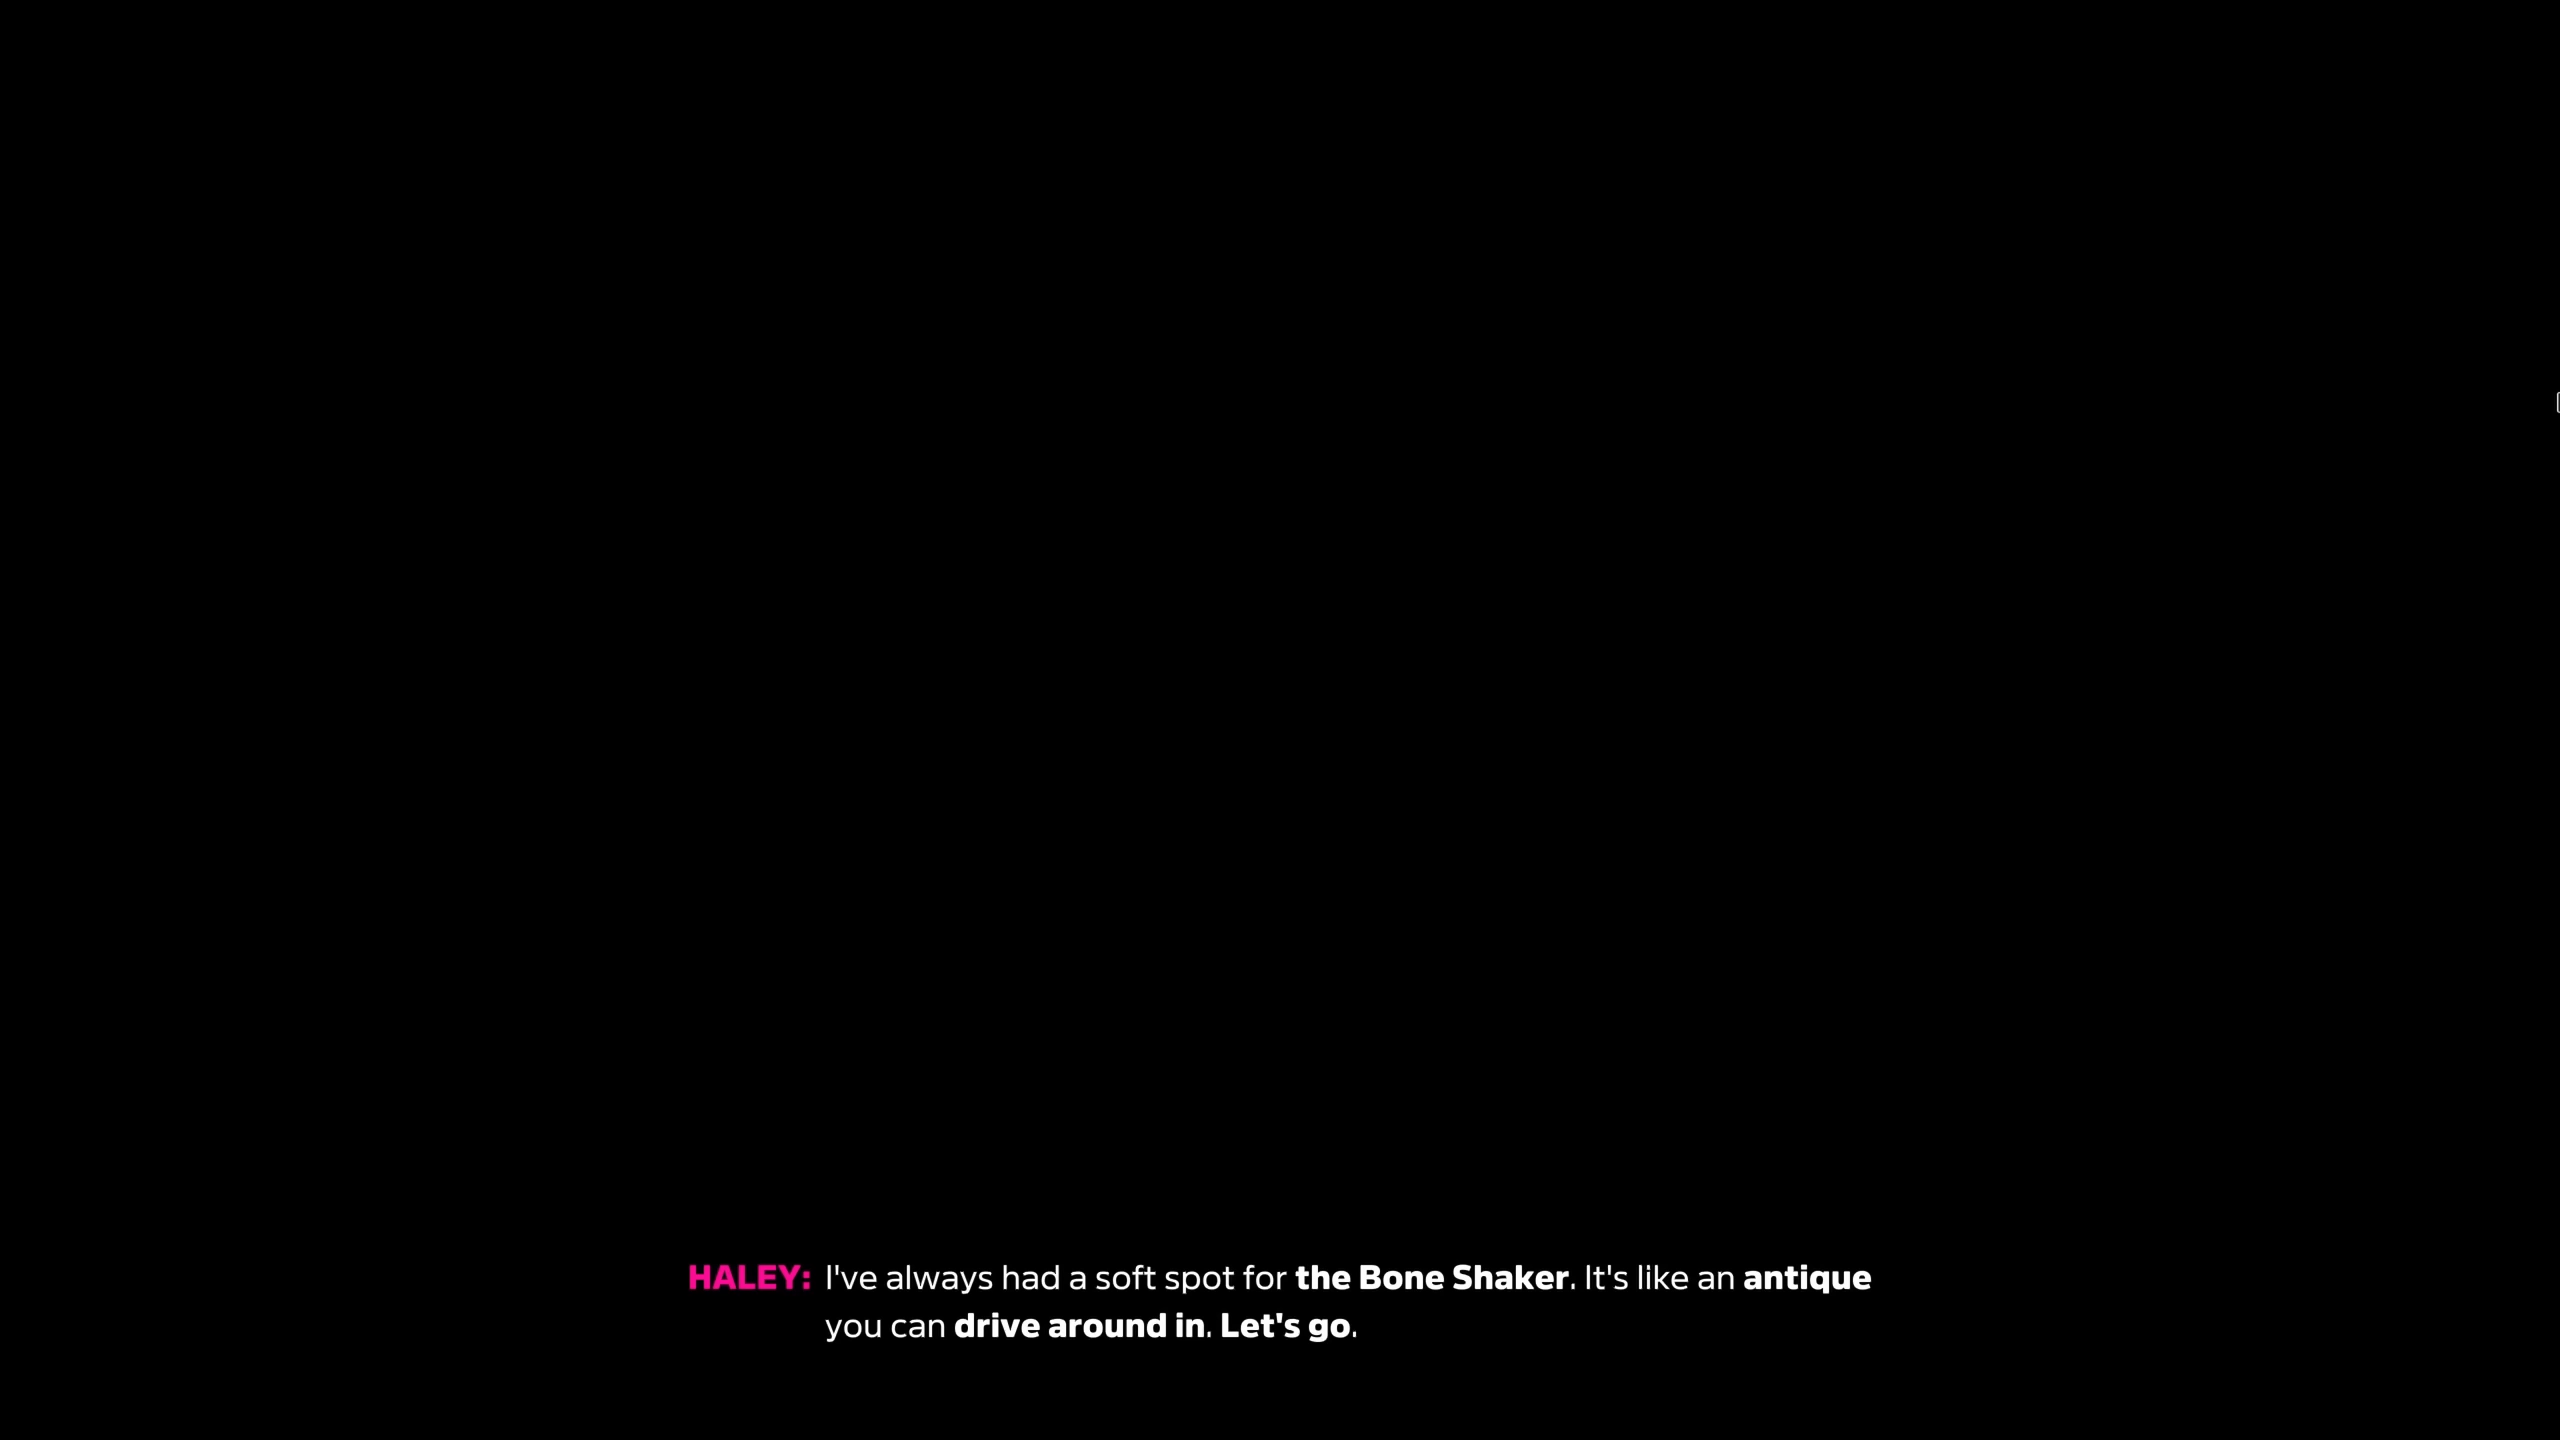 HALEY: I've always had a soft spot for the Bone Shaker. It's like an antique
you can drive around in. Let's go.